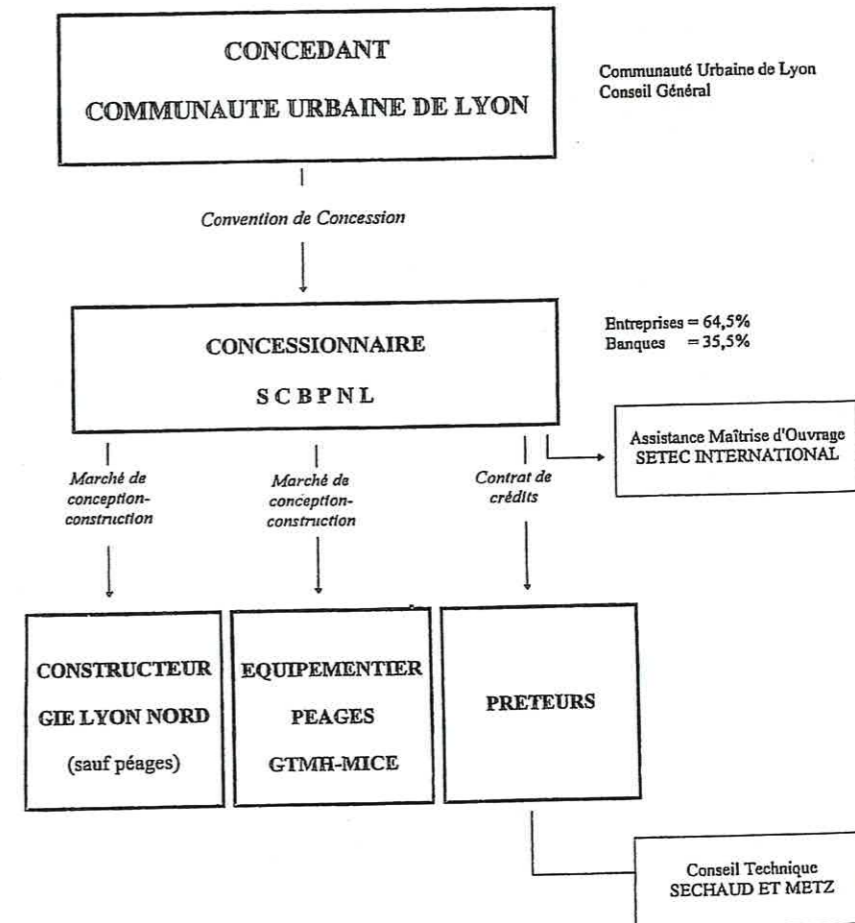 CONCEDANT
COMMUNAUTE URBAINE DE LYON
Communauté Urbaine de Lyon
Conseil Général
Convention de Concession
CONCESSIONNAIRE
S C B P N L
Entreprises = 64,5%
Banques = 35,5%
Assistance Maîtrise d'Ouvrage
SETEC INTERNATIONAL
Marché de
conception-
construction
Marché de
conception-
construction
Contrat de
crédits
CONSTRUCTEUR
GIE LYON NORD
(sauf péages)
EQUIPEMENTIER
PEAGES
GTMH-MICE
PRETEURS
Conseil Technique
SECHAUD ET METZ